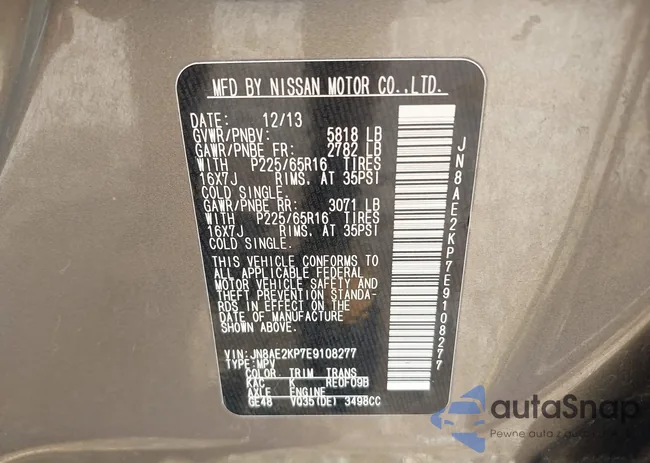 MFD BY NISSAN MOTOR CO.,LTD.
DATE: 12/13
GVWR/PNBV: 5818 LB
GAWR/PNBE FR: 2782 LB
WITH P225/65R16 TIRES
16X7J RIMS, AT 35PSI
COLD SINGLE.
GAWR/PNBE RR: 3071 LB
WITH P225/65R16 TIRES
16X7J RIMS, AT 35PSI
COLD SINGLE.
THIS VEHICLE CONFORMS TO
ALL APPLICABLE FEDERAL
MOTOR VEHICLE SAFETY AND
THEFT PREVENTION STANDA-
RDS IN EFFECT ON THE
DATE OF MANUFACTURE
SHOWN ABOVE.
VIN:JN8AE2KP7E9108277
TYPE:MPV
COLOR TRIM TRANS
KAC K RE0F09B
AXLE ENGINE
GE48 VQ35(DE) 3498CC
JN8AE2KP7E9108277
autoSnap
Pewne auto z